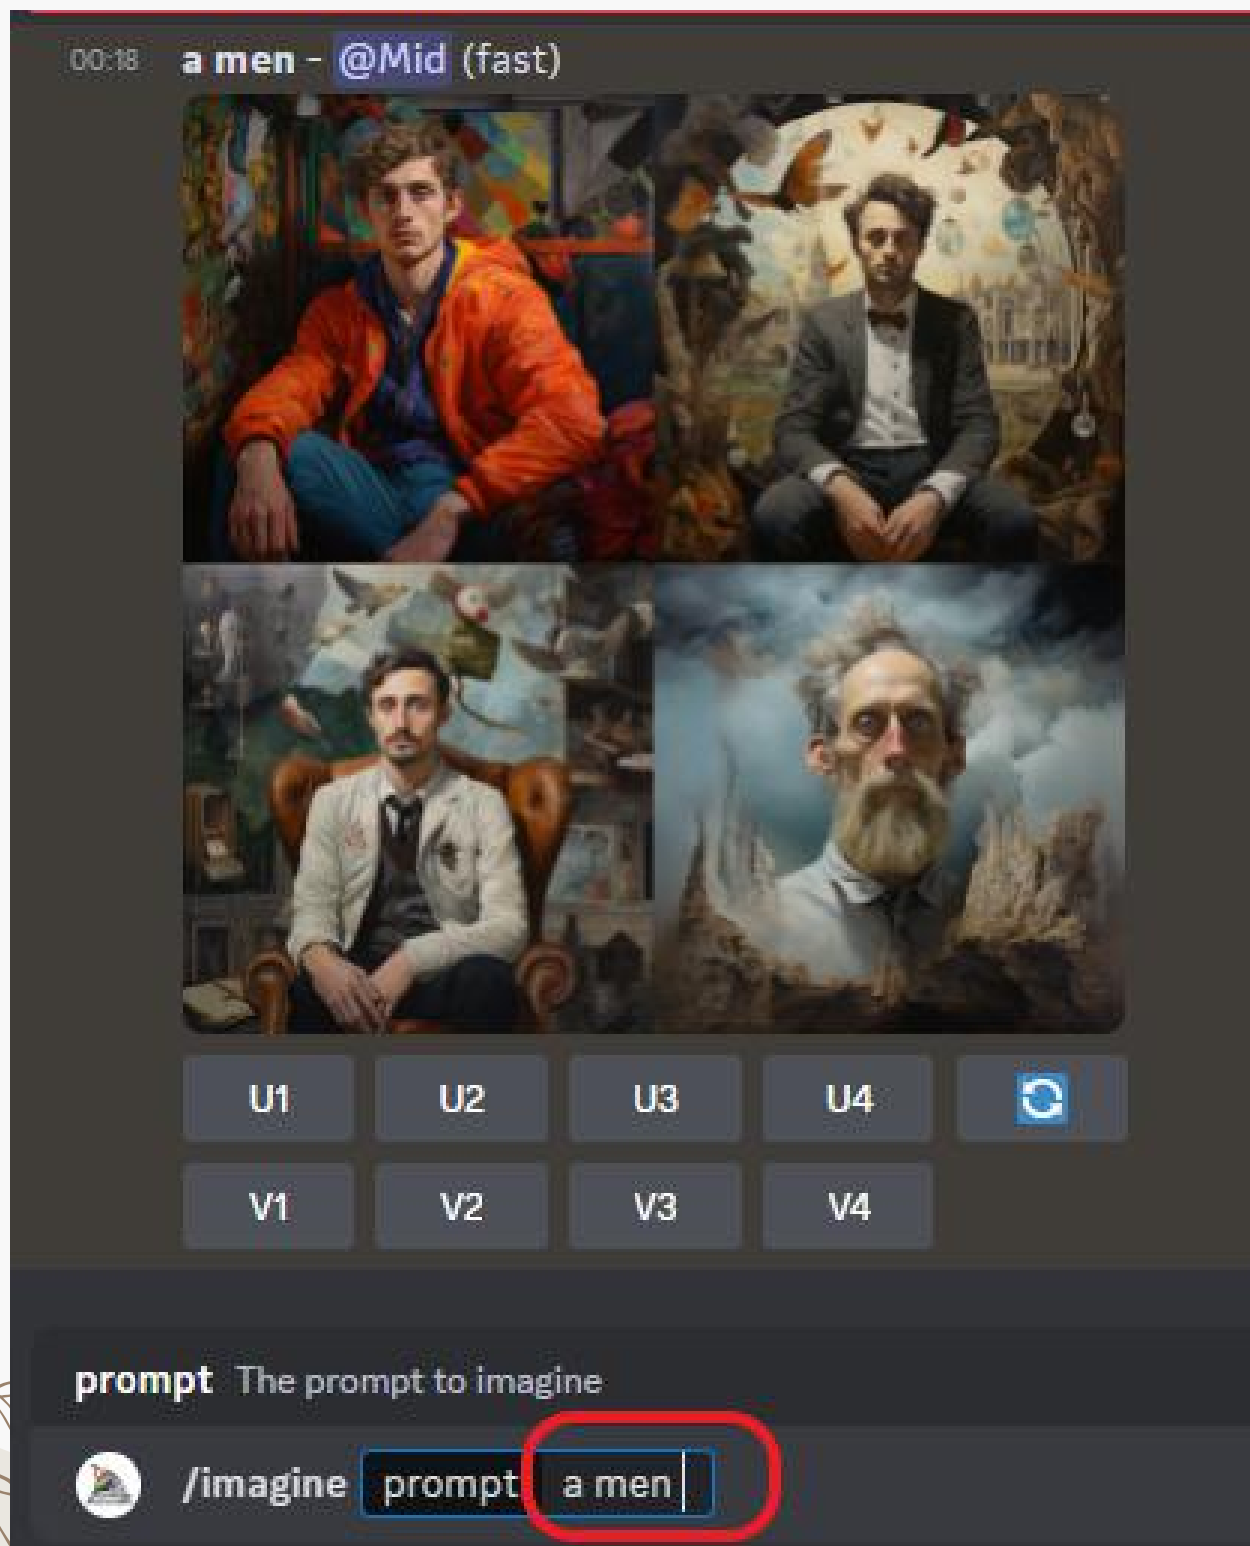 00:18 a men - @Mid (fast)
U1 U2 U3 U4
V1 V2 V3 V4
prompt The prompt to imagine
/imagine prompt a men